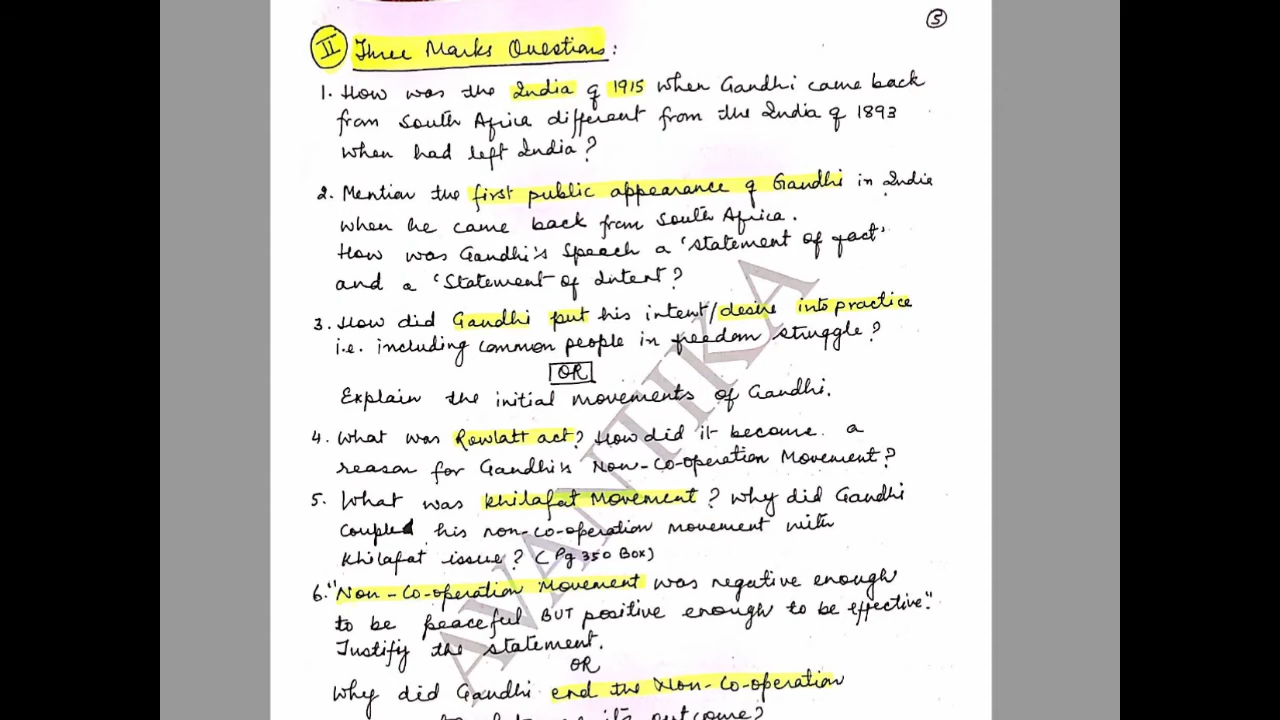 5
II Three Marks Questions:
1. How was the India of 1915 when Gandhi came back
from South Africa different from the India of 1893
when had left India?
2. Mention the first public appearance of Gandhi in India
when he came back from South Africa.
How was Gandhi's Speach a 'statement of fact'
and a 'Statement of Intent?
3. How did Gandhi put his intent/desire into practice
i.e. including common people in freedom struggle?
OR
Explain the initial movements of Gandhi.
4. What was Rowlatt act? How did it become a
reason for Gandhi's Non-Co-operation Movement?
5. What was Khilafat Movement? Why did Gandhi
coupled his non-co-operation movement with
Khilafat issue? (Pg 350 Box)
6. "Non-Co-operation Movement was negative enough
to be peaceful BUT positive enough to be effective."
Justify the statement.
OR
Why did Gandhi end the Non-Co-operation
outcome?
AVANTIKA